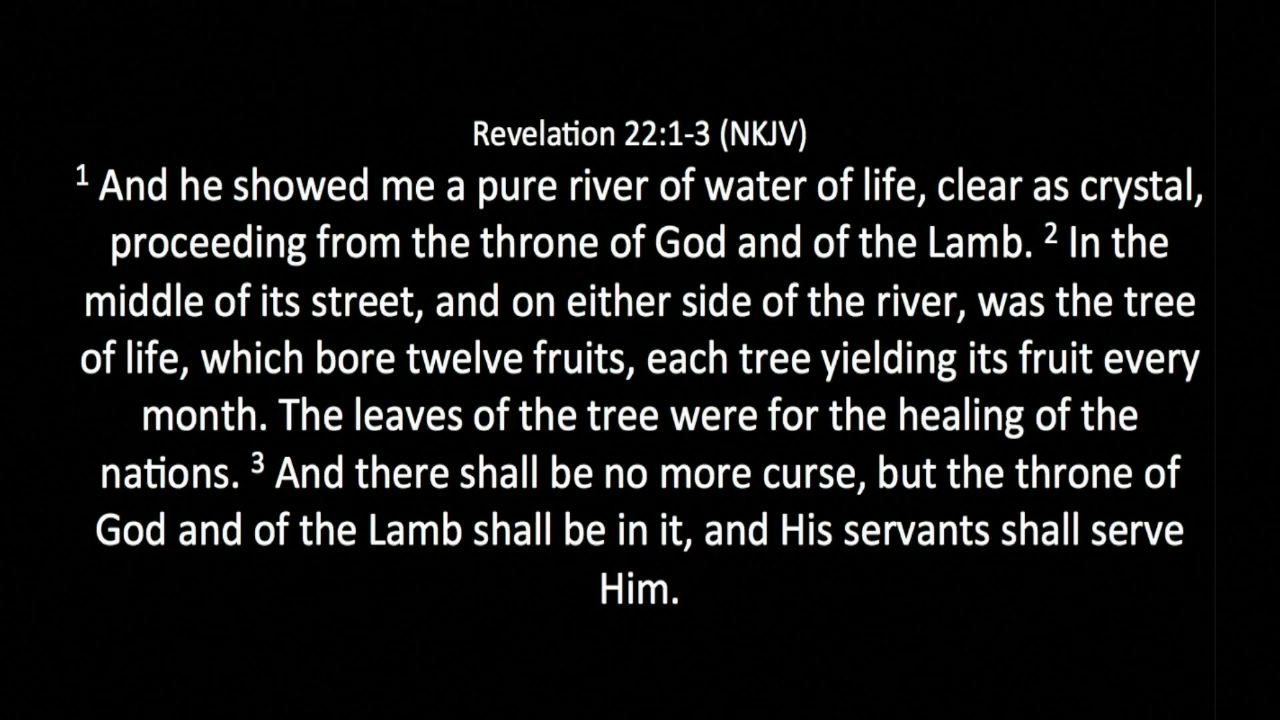 Revelation 22:1-3 (NKJV)
¹ And he showed me a pure river of water of life, clear as crystal,
proceeding from the throne of God and of the Lamb. ² In the
middle of its street, and on either side of the river, was the tree
of life, which bore twelve fruits, each tree yielding its fruit every
month. The leaves of the tree were for the healing of the
nations. ³ And there shall be no more curse, but the throne of
God and of the Lamb shall be in it, and His servants shall serve
Him.